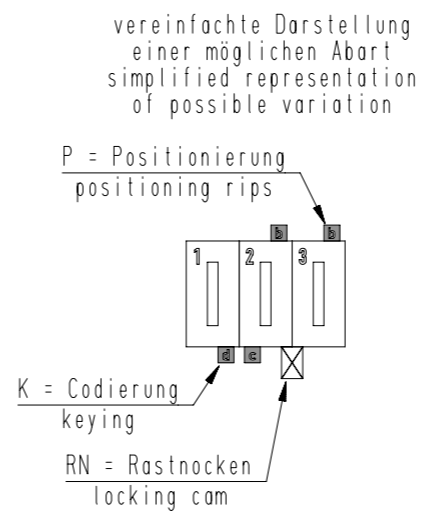 vereinfachte Darstellung
einer möglichen Abart
simplified representation
of possible variation
P = Positionierung
positioning rips
1 2 3
d c
K = Codierung
keying
RN = Rastnocken
locking cam